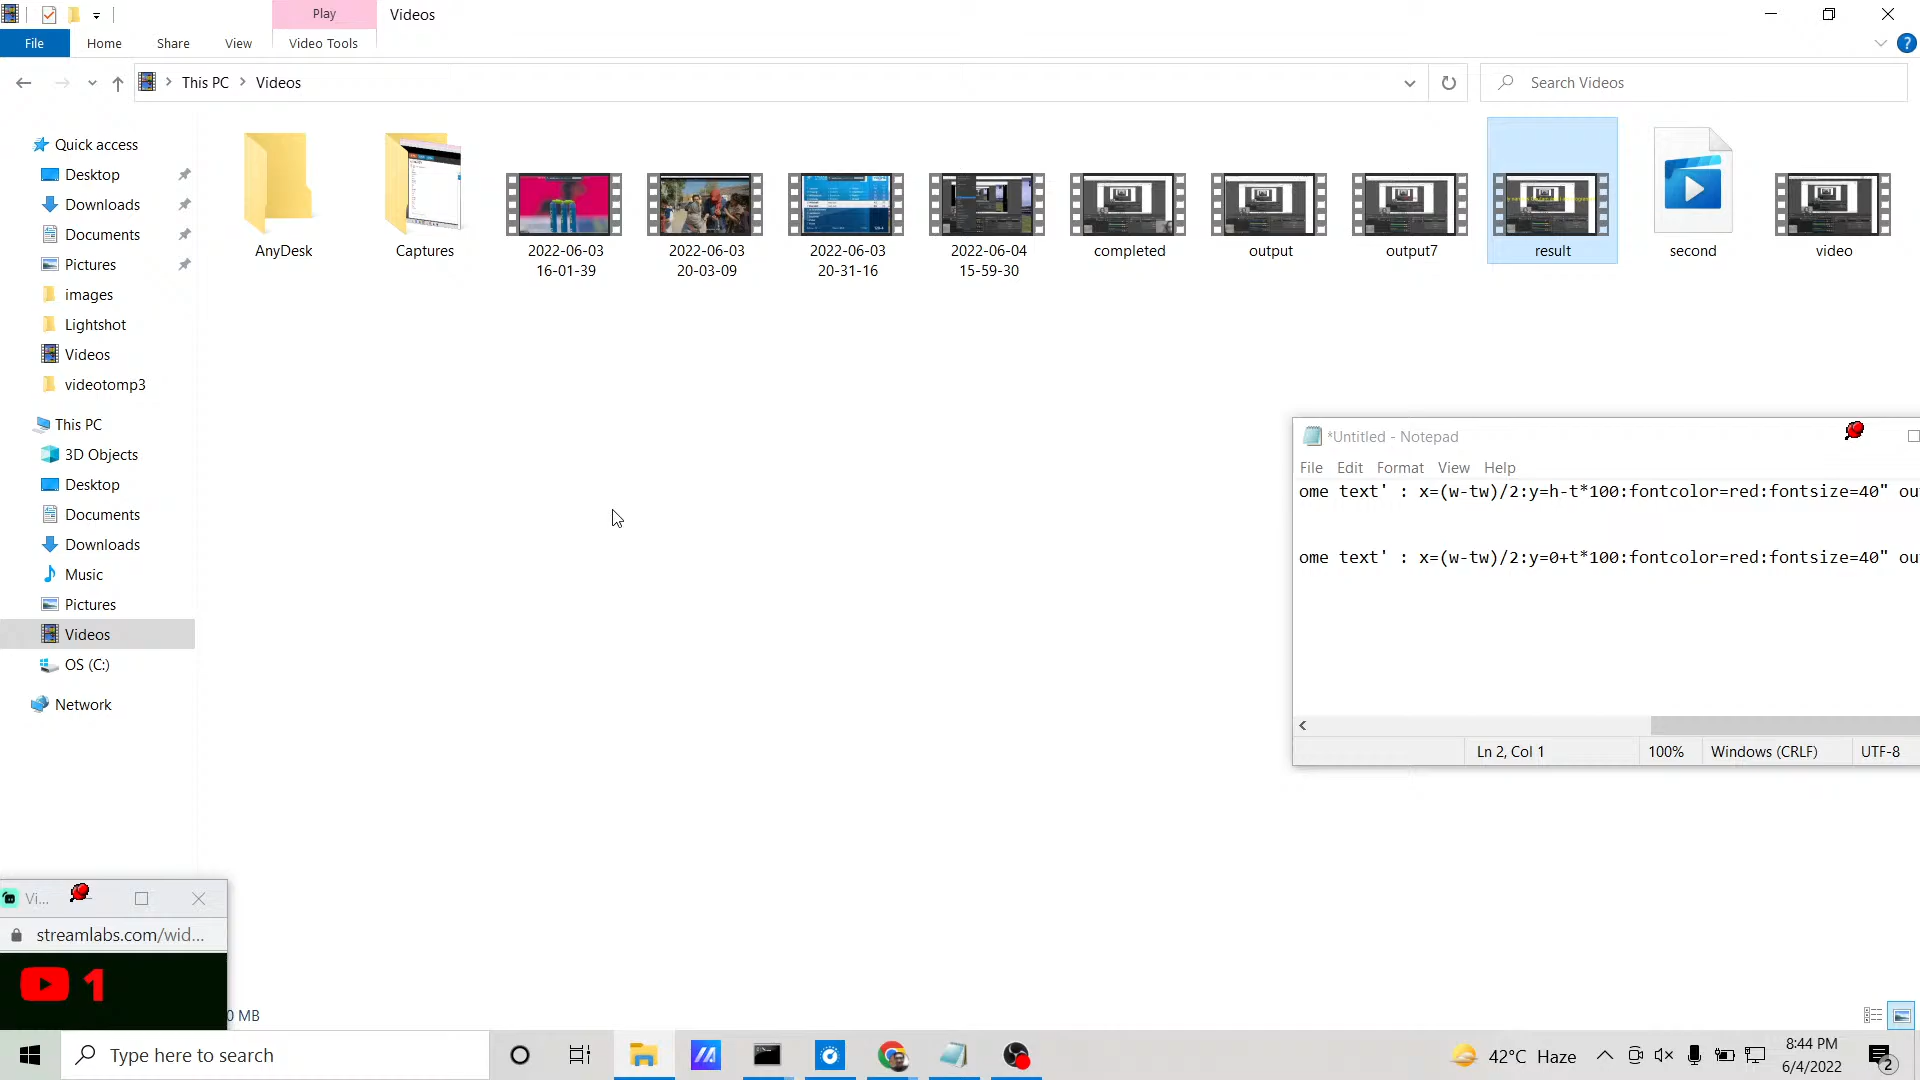 Play
Videos
File
Home
Share
View
Video Tools
This PC
Videos
Search Videos
Quick access
Desktop
Downloads
Documents
Pictures
images
Lightshot
Videos
videotomp3
This PC
3D Objects
Desktop
Documents
Downloads
Music
Pictures
Videos
OS (C:)
Network
AnyDesk
Captures
2022-06-03
16-01-39
2022-06-03
20-03-09
2022-06-03
20-31-16
2022-06-04
15-59-30
completed
output
output7
result
second
video
*Untitled - Notepad
File Edit Format View Help
ome text' : x=(w-tw)/2:y=h-t*100:fontcolor=red:fontsize=40" ou
ome text' : x=(w-tw)/2:y=0+t*100:fontcolor=red:fontsize=40" ou
Ln 2, Col 1
100%
Windows (CRLF)
UTF-8
Vi...
streamlabs.com/wid...
1
0 MB
Type here to search
42°C Haze
8:44 PM
6/4/2022
2